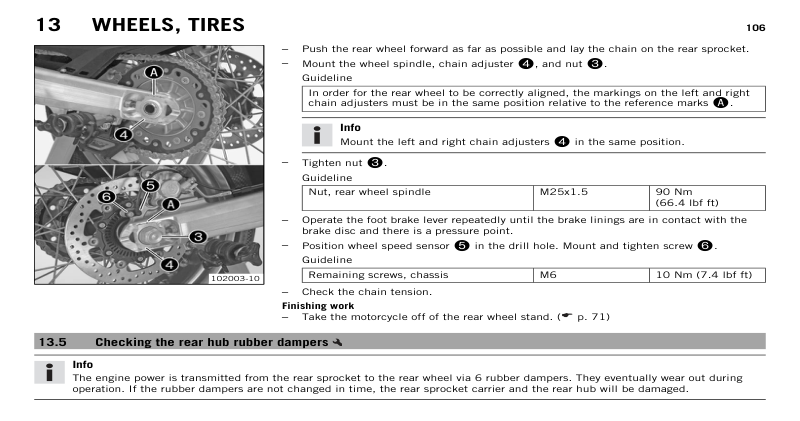 13 WHEELS, TIRES 106
– Push the rear wheel forward as far as possible and lay the chain on the rear sprocket.
– Mount the wheel spindle, chain adjuster 4, and nut 3.
Guideline
In order for the rear wheel to be correctly aligned, the markings on the left and right
chain adjusters must be in the same position relative to the reference marks A.
Info
Mount the left and right chain adjusters 4 in the same position.
– Tighten nut 3.
Guideline
Nut, rear wheel spindle M25x1.5 90 Nm
(66.4 lbf ft)
– Operate the foot brake lever repeatedly until the brake linings are in contact with the
brake disc and there is a pressure point.
– Position wheel speed sensor 5 in the drill hole. Mount and tighten screw 6.
Guideline
Remaining screws, chassis M6 10 Nm (7.4 lbf ft)
– Check the chain tension.
Finishing work
– Take the motorcycle off of the rear wheel stand. (☛ p. 71)
A
4
5
6
A
3
4
102003-10
13.5 Checking the rear hub rubber dampers
Info
The engine power is transmitted from the rear sprocket to the rear wheel via 6 rubber dampers. They eventually wear out during
operation. If the rubber dampers are not changed in time, the rear sprocket carrier and the rear hub will be damaged.